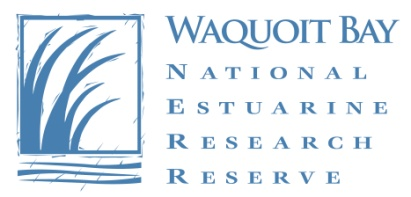 WAQUOIT BAY
NATIONAL
ESTUARINE
RESEARCH
RESERVE